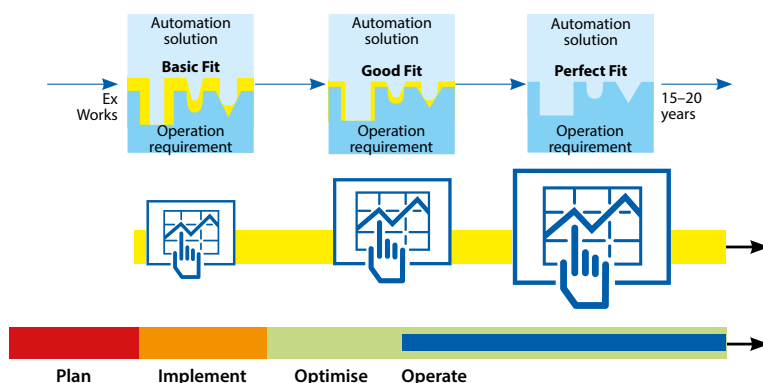 Automation
solution
Basic Fit
Operation
requirement
Automation
solution
Good Fit
Operation
requirement
Automation
solution
Perfect Fit
Operation
requirement
Ex
Works
15–20
years
Plan
Implement
Optimise
Operate